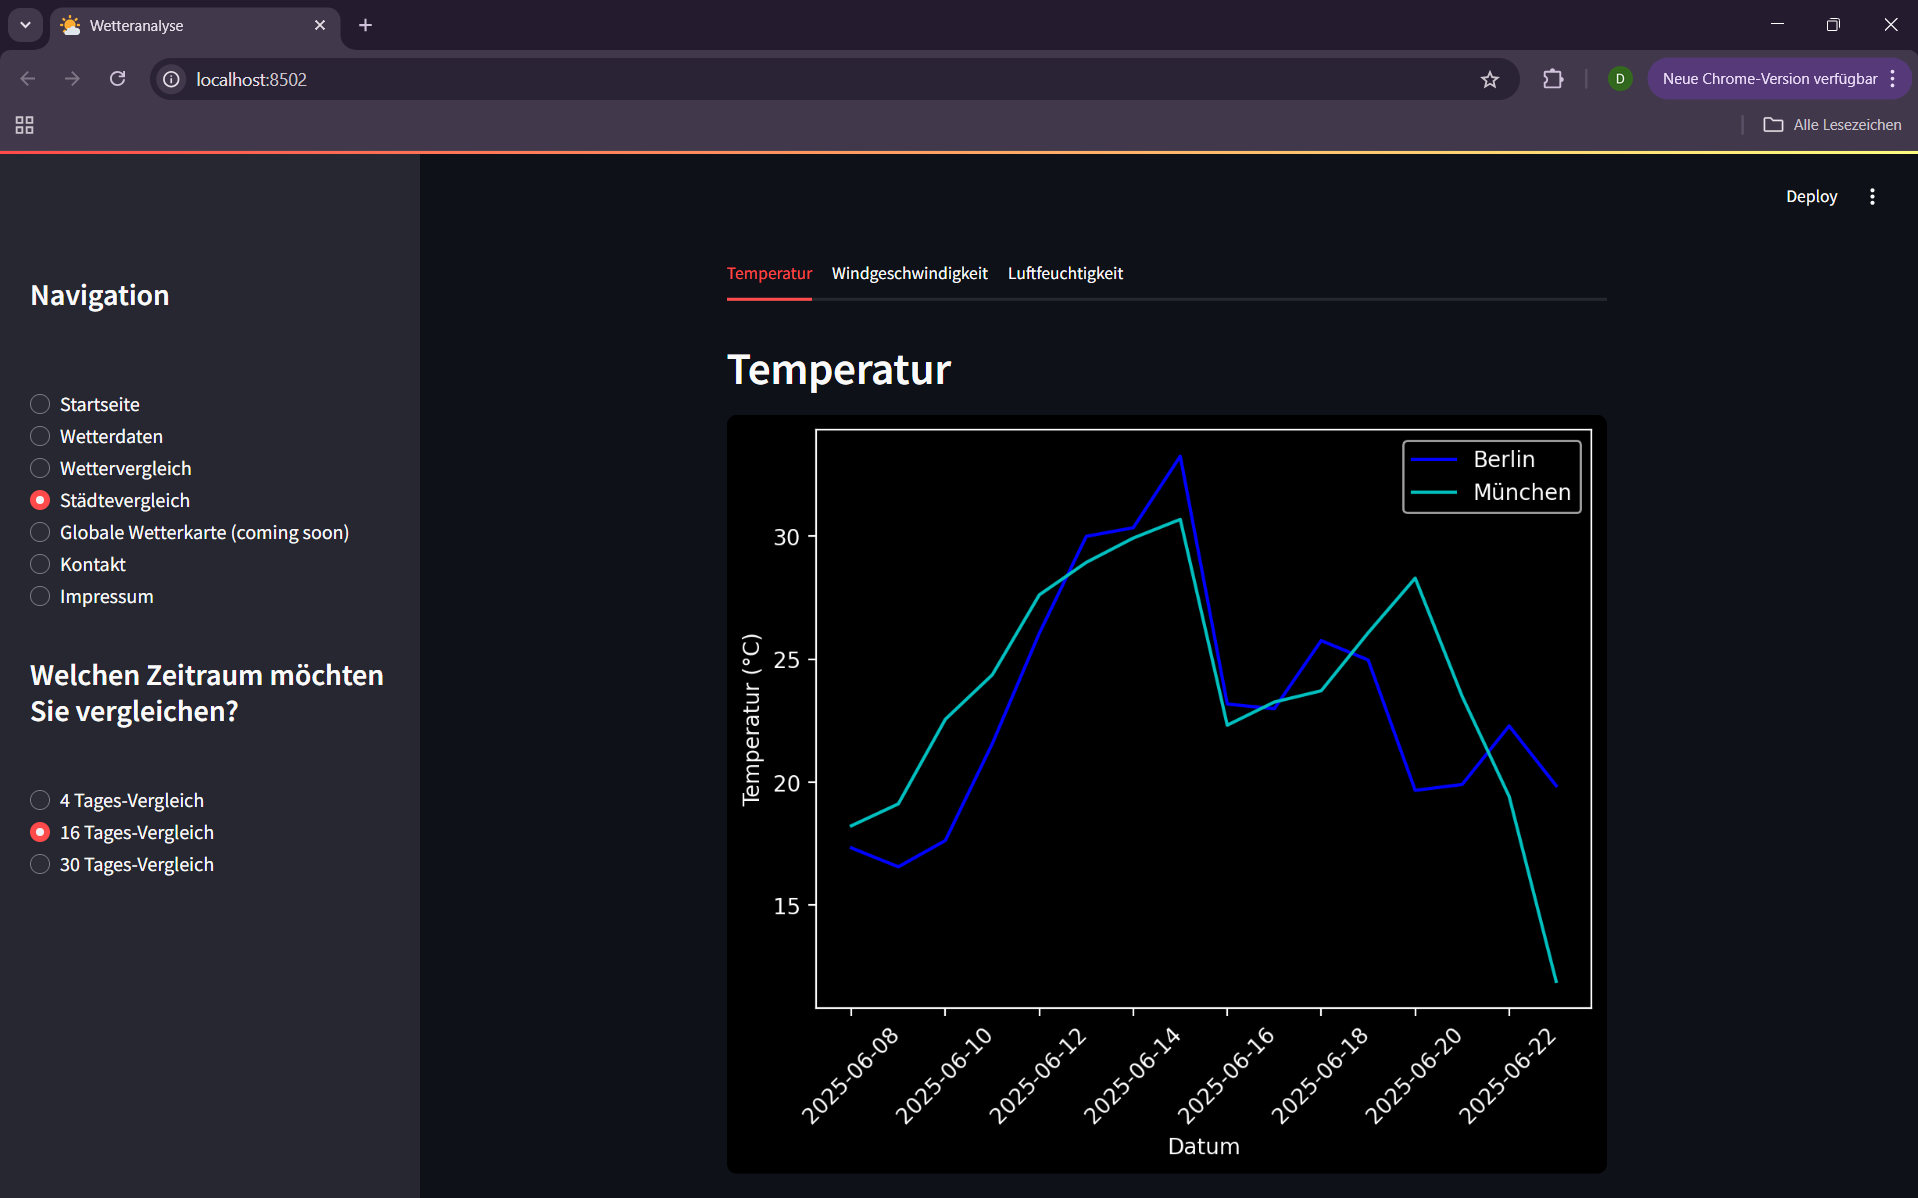 Wetteranalyse
localhost:8502
D
Neue Chrome-Version verfügbar
Alle Lesezeichen
Deploy
Navigation
Startseite
Wetterdaten
Wettervergleich
Städtevergleich
Globale Wetterkarte (coming soon)
Kontakt
Impressum
Welchen Zeitraum möchten
Sie vergleichen?
4 Tages-Vergleich
16 Tages-Vergleich
30 Tages-Vergleich
Temperatur Windgeschwindigkeit Luftfeuchtigkeit
Temperatur
Berlin
München
Temperatur (°C)
30
25
20
15
2025-06-08
2025-06-10
2025-06-12
2025-06-14
2025-06-16
2025-06-18
2025-06-20
2025-06-22
Datum